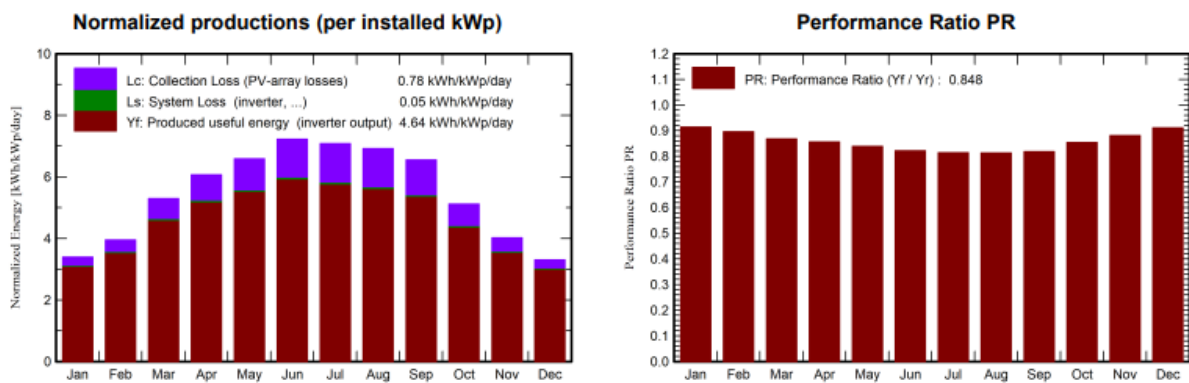 Normalized productions (per installed kWp)
10
8
6
4
2
0
Normalized Energy [kWh/kWp/day]
Lc: Collection Loss (PV-array losses) 0.78 kWh/kWp/day
Ls: System Loss (inverter, ...) 0.05 kWh/kWp/day
Yf: Produced useful energy (inverter output) 4.64 kWh/kWp/day
Jan Feb Mar Apr May Jun Jul Aug Sep Oct Nov Dec
Performance Ratio PR
1.2
1.1
1.0
0.9
0.8
0.7
0.6
0.5
0.4
0.3
0.2
0.1
0.0
Performance Ratio PR
PR: Performance Ratio (Yf / Yr) : 0.848
Jan Feb Mar Apr May Jun Jul Aug Sep Oct Nov Dec